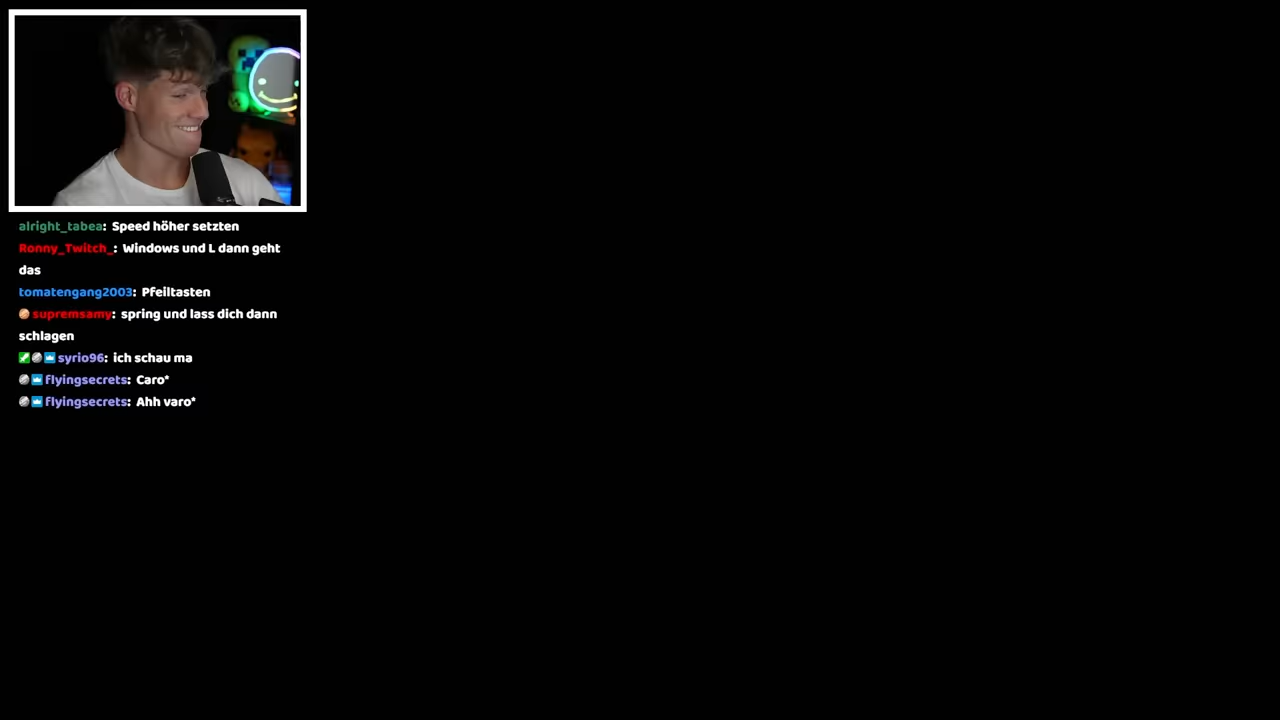 alright_tabea: Speed höher setzten
Ronny_Twitch_: Windows und L dann geht
das
tomatengang2003: Pfeiltasten
supremsamy: spring und lass dich dann
schlagen
syrio96: ich schau ma
flyingsecrets: Caro*
flyingsecrets: Ahh varo*